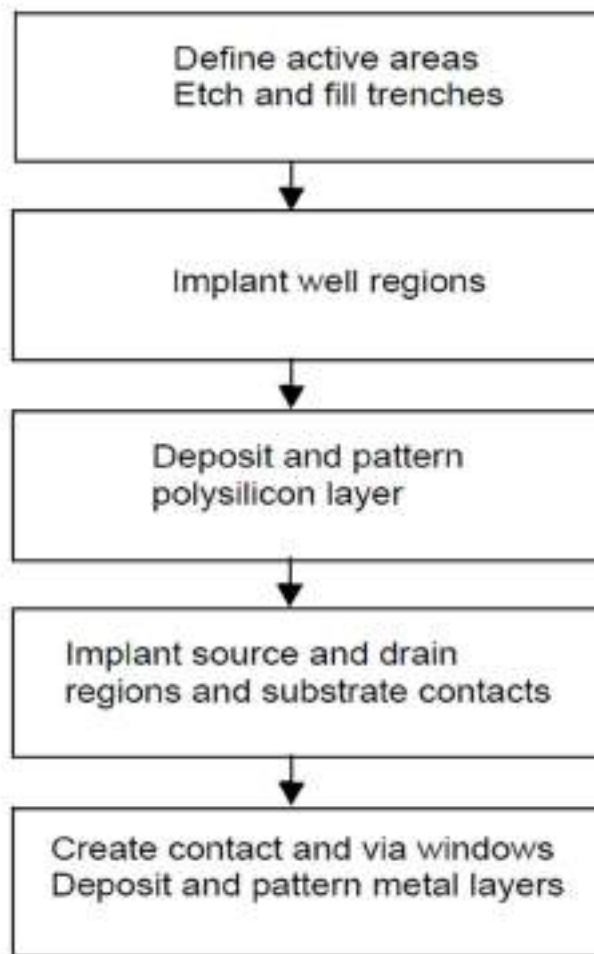 Define active areas
Etch and fill trenches
Implant well regions
Deposit and pattern
polysilicon layer
Implant source and drain
regions and substrate contacts
Create contact and via windows
Deposit and pattern metal layers